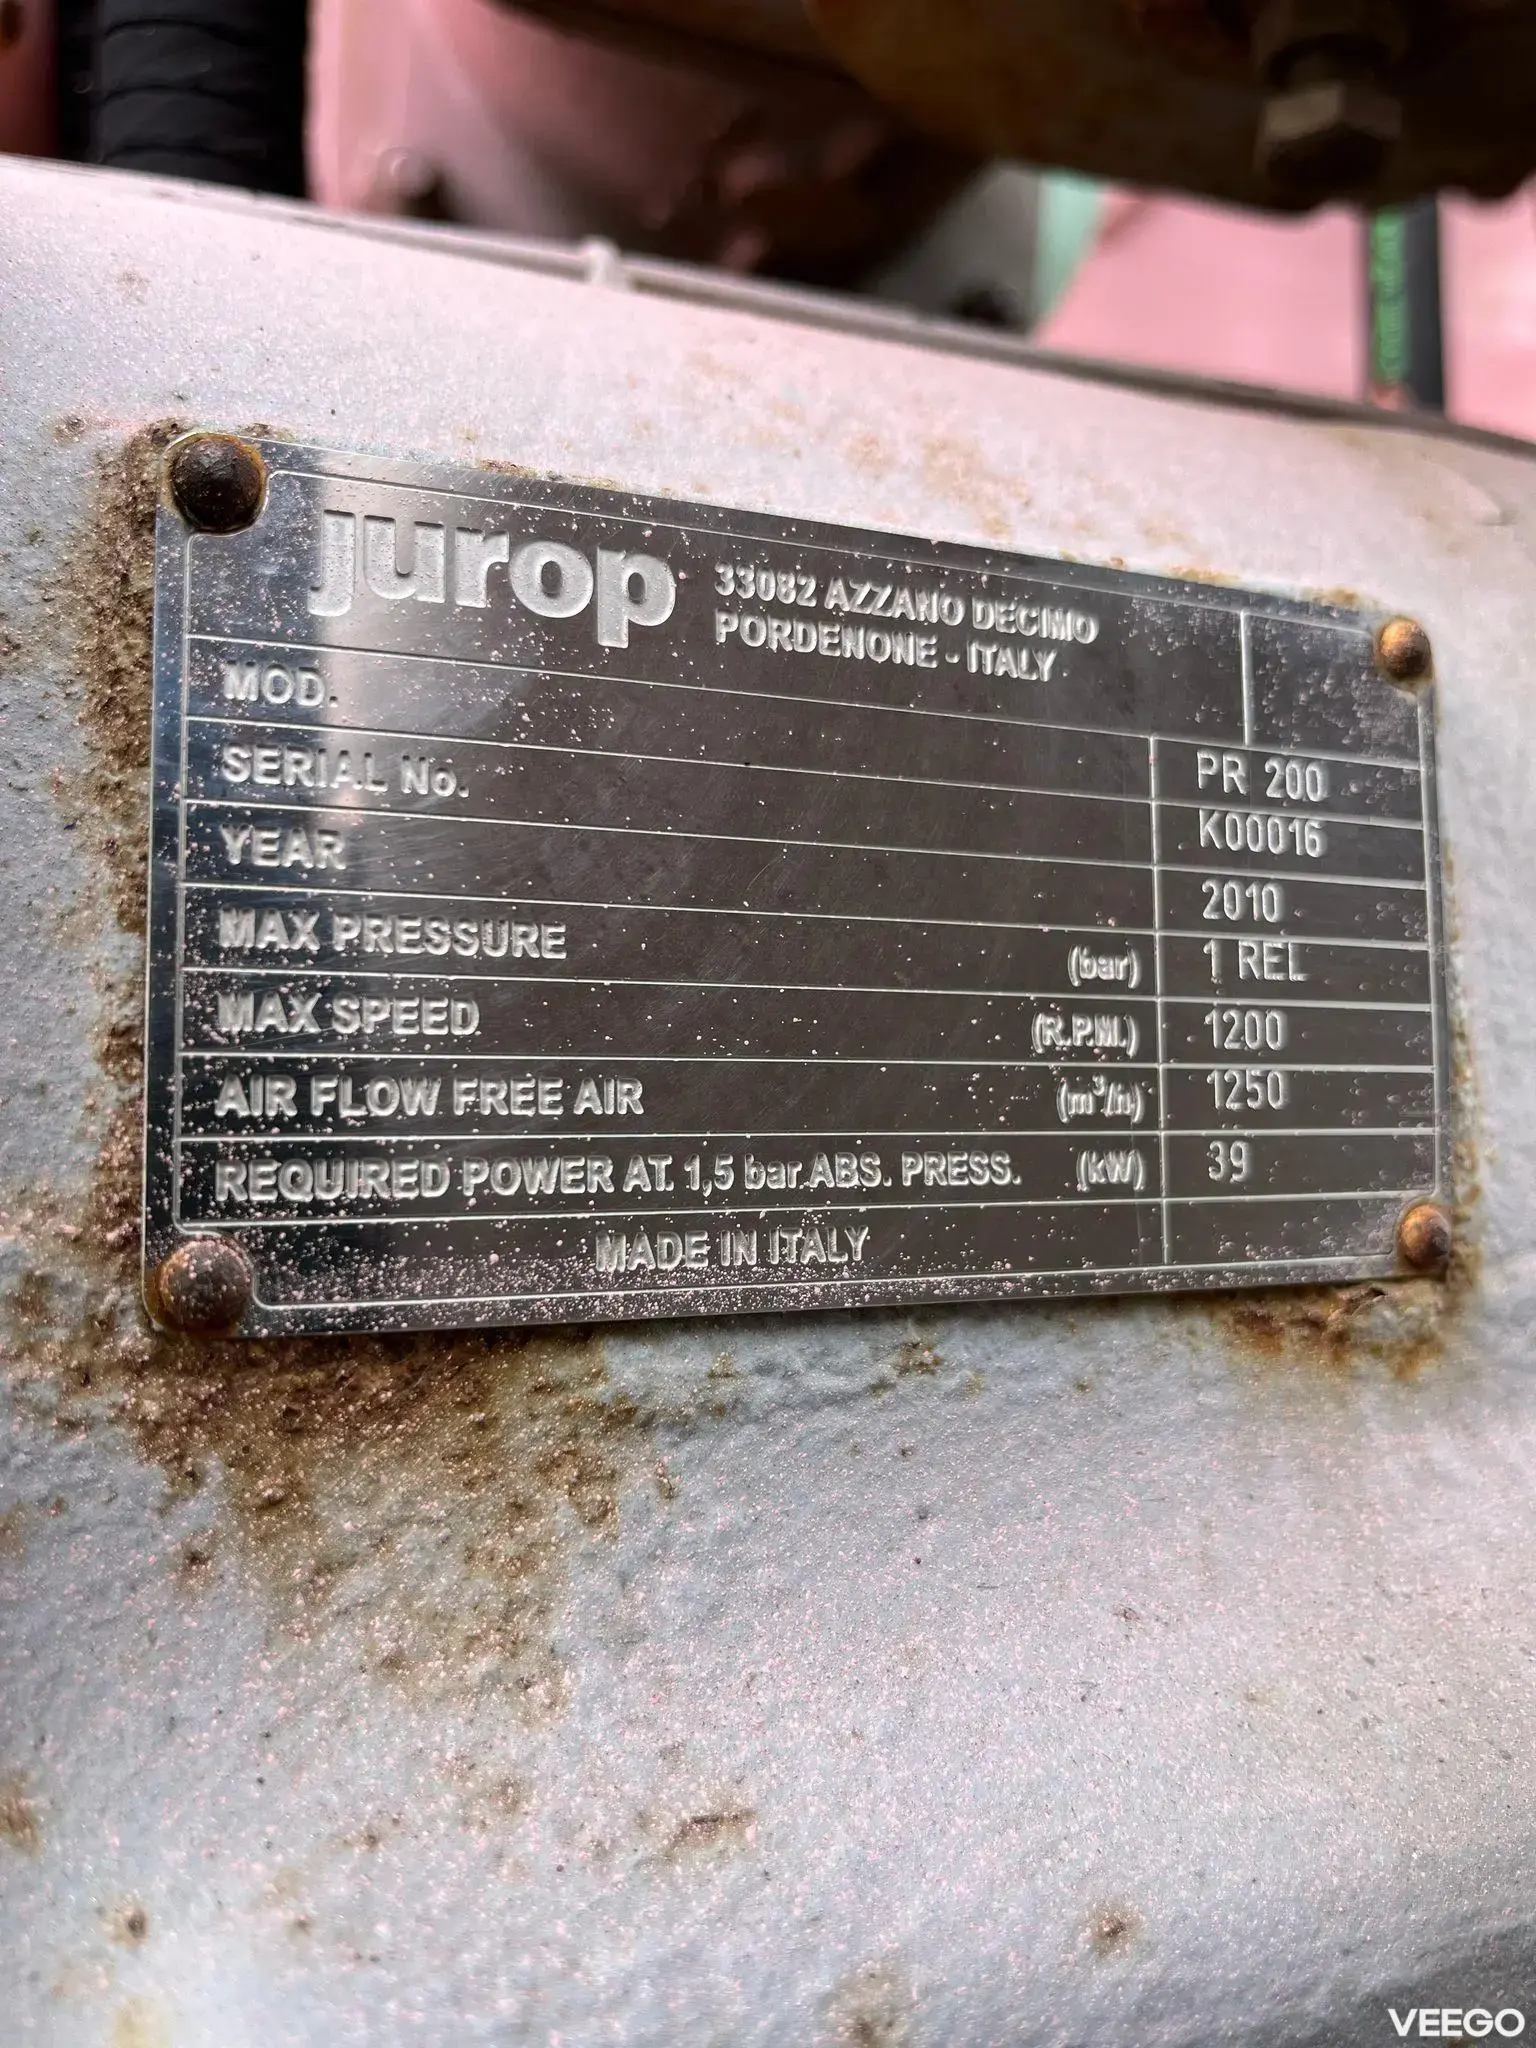 jurop
33082 AZZANO DECIMO
PORDENONE - ITALY
MOD. PR 200
SERIAL No. K00016
YEAR 2010
MAX PRESSURE (bar) 1 REL
MAX SPEED (R.P.M.) 1200
AIR FLOW FREE AIR (m³/h) 1250
REQUIRED POWER AT. 1,5 bar ABS. PRESS. (kW) 39
MADE IN ITALY
VEEGO